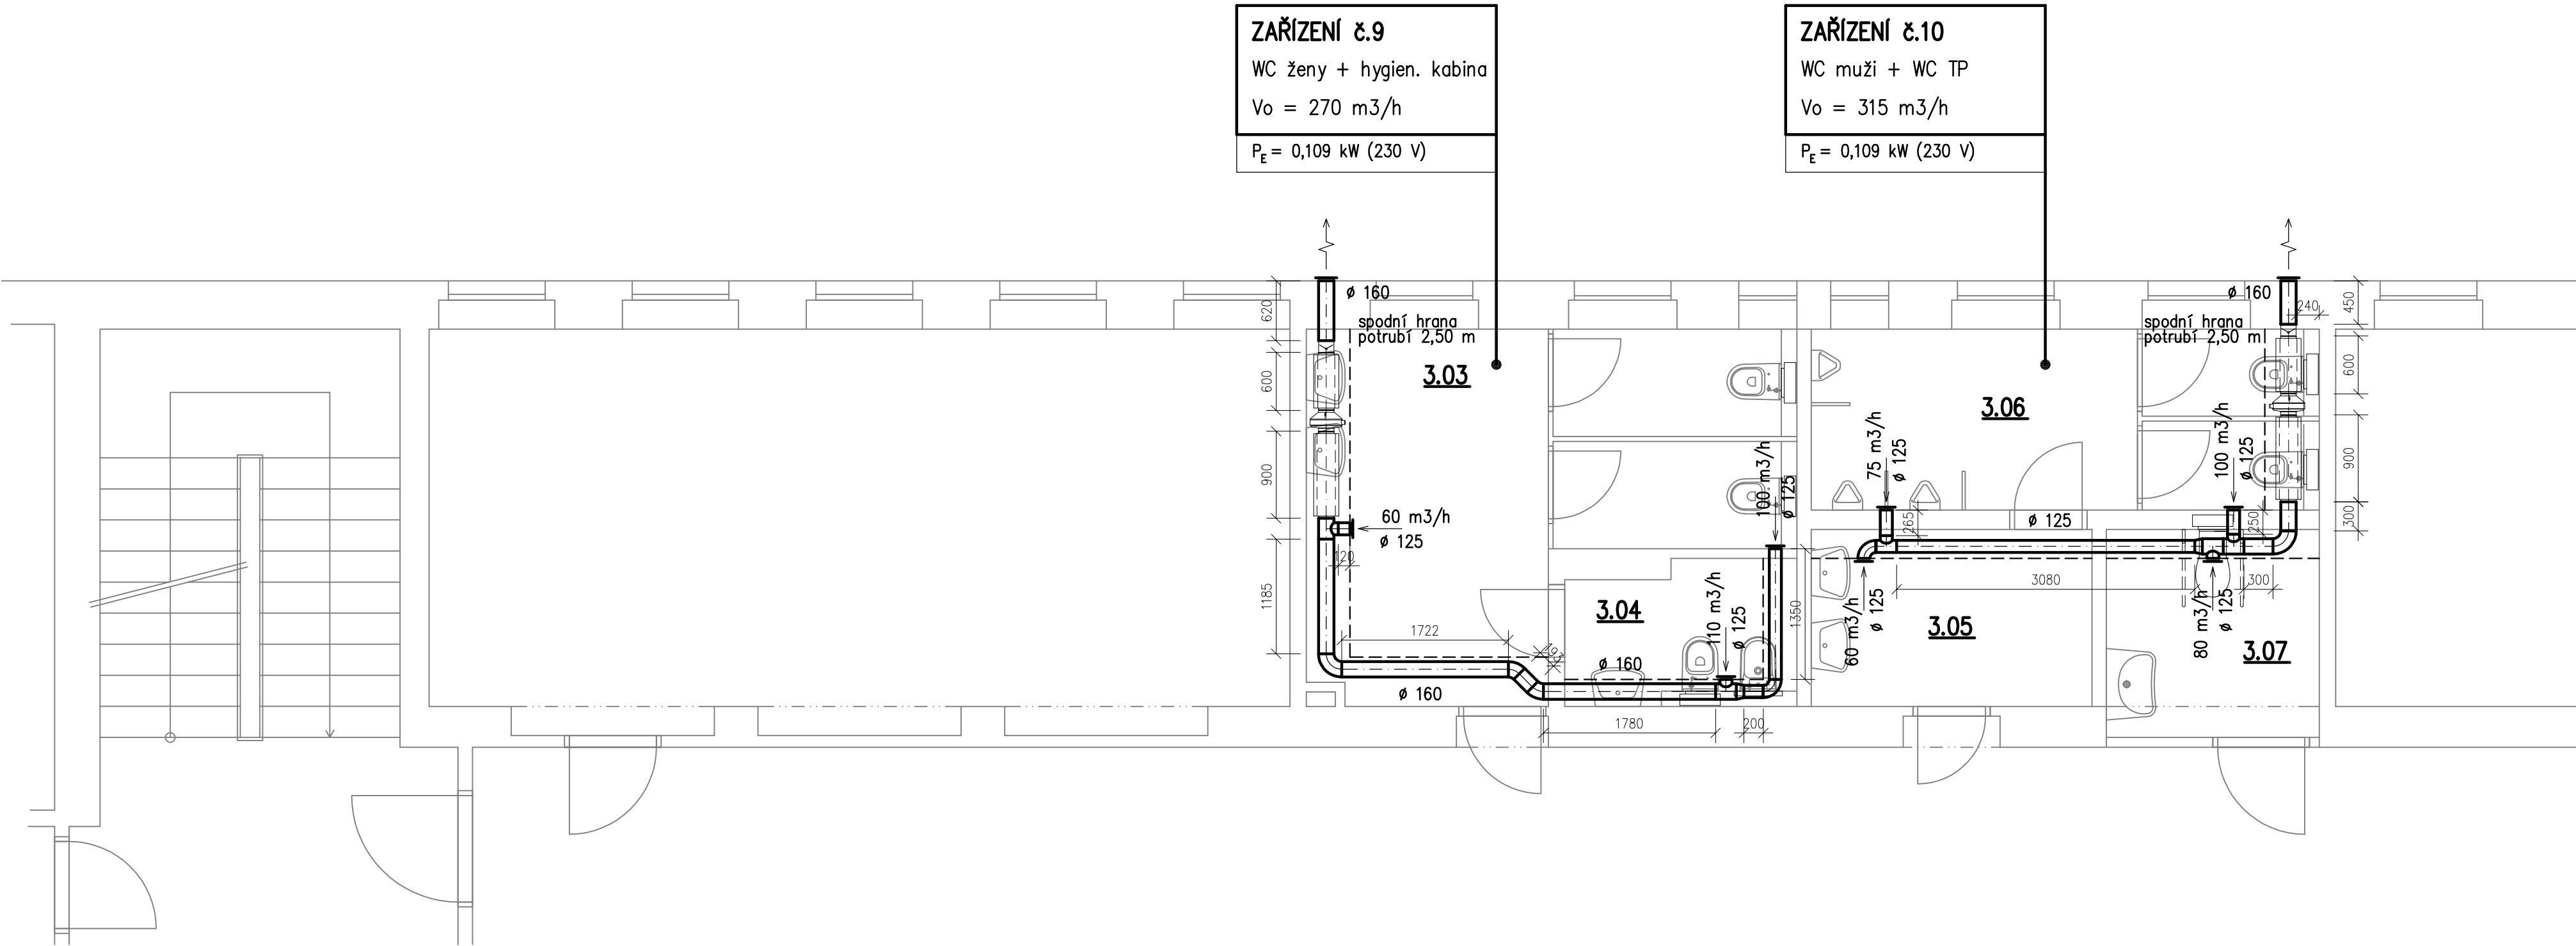 ZAŘÍZENÍ č.9
WC ženy + hygien. kabina
Vo = 270 m3/h
PE = 0,109 kW (230 V)
ZAŘÍZENÍ č.10
WC muži + WC TP
Vo = 315 m3/h
PE = 0,109 kW (230 V)
620
600
900
1185
ø 160
spodní hrana
potrubí 2,50 m
3.03
60 m3/h
ø 125
120
1722
ø 160
100 m3/h
ø 125
3.04
110 m3/h
ø 125
ø 160
1350
1780
200
ø 160
240
spodní hrana
potrubí 2,50 m
450
600
900
300
3.06
75 m3/h
ø 125
100 m3/h
ø 125
265
ø 125
250
3080
300
60 m3/h
ø 125
3.05
80 m3/h
ø 125
3.07